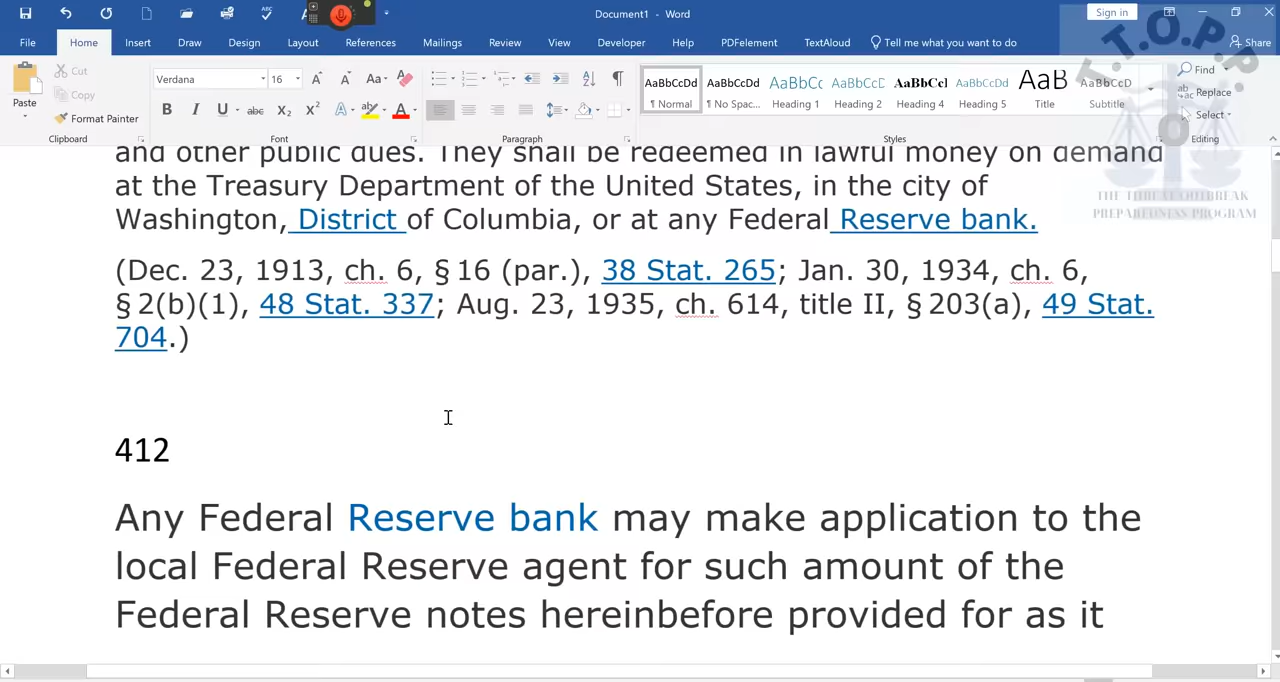 Document1 - Word
Sign in
File Home Insert Draw Design Layout References Mailings Review View Developer Help PDFelement TextAloud Tell me what you want to do Share
T.O.P.P.O
Paste
Cut
Copy
Format Painter
Clipboard
Verdana 16
Font
Paragraph
AaBbCcDd AaBbCcDd AaBbCc AaBbCcD AaBbCcl AaBbCcDd AaB AaBbCcD
¶ Normal ¶ No Spac... Heading 1 Heading 2 Heading 4 Heading 5 Title Subtitle
Styles
Find
Replace
Select
Editing
THE THREAT OUTBREAK
PREPAREDNESS PROGRAM
and other public dues. They shall be redeemed in lawful money on demand
at the Treasury Department of the United States, in the city of
Washington, District of Columbia, or at any Federal Reserve bank.
(Dec. 23, 1913, ch. 6, § 16 (par.), 38 Stat. 265; Jan. 30, 1934, ch. 6,
§ 2(b)(1), 48 Stat. 337; Aug. 23, 1935, ch. 614, title II, § 203(a), 49 Stat.
704.)
412
Any Federal Reserve bank may make application to the
local Federal Reserve agent for such amount of the
Federal Reserve notes hereinbefore provided for as it